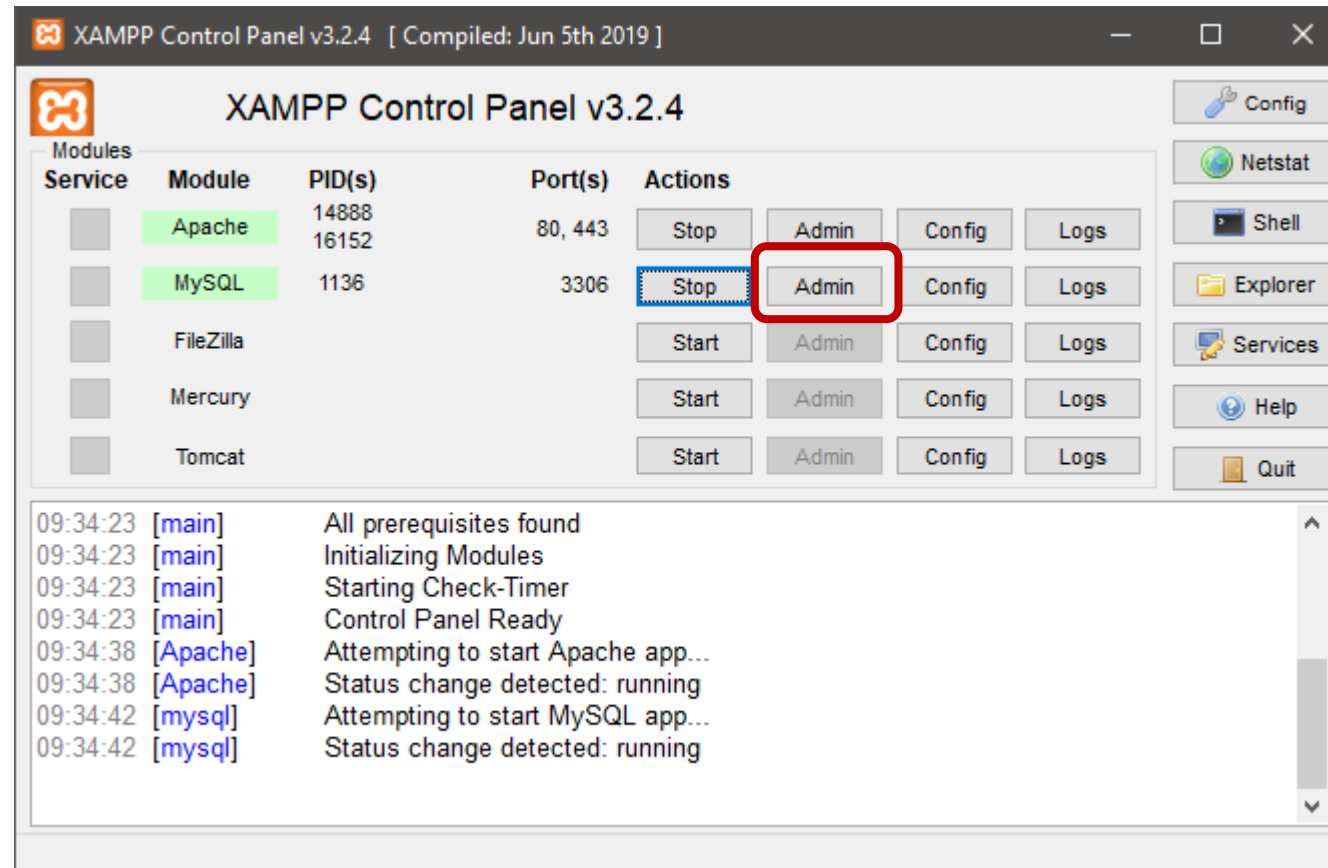 XAMPP Control Panel v3.2.4 [ Compiled: Jun 5th 2019 ]
XAMPP Control Panel v3.2.4
Config
Modules
Netstat
Service Module PID(s) Port(s) Actions
Apache 14888 16152 80, 443 Stop Admin Config Logs
Shell
MySQL 1136 3306 Stop Admin Config Logs
Explorer
FileZilla Start Admin Config Logs
Services
Mercury Start Admin Config Logs
Help
Tomcat Start Admin Config Logs
Quit
09:34:23 [main] All prerequisites found
09:34:23 [main] Initializing Modules
09:34:23 [main] Starting Check-Timer
09:34:23 [main] Control Panel Ready
09:34:38 [Apache] Attempting to start Apache app...
09:34:38 [Apache] Status change detected: running
09:34:42 [mysql] Attempting to start MySQL app...
09:34:42 [mysql] Status change detected: running